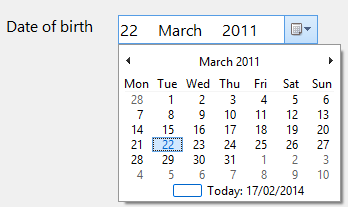 Date of birth 22 March 2011
March 2011
Mon Tue Wed Thu Fri Sat Sun
28 1 2 3 4 5 6
7 8 9 10 11 12 13
14 15 16 17 18 19 20
21 22 23 24 25 26 27
28 29 30 31 1 2 3
4 5 6 7 8 9 10
Today: 17/02/2014